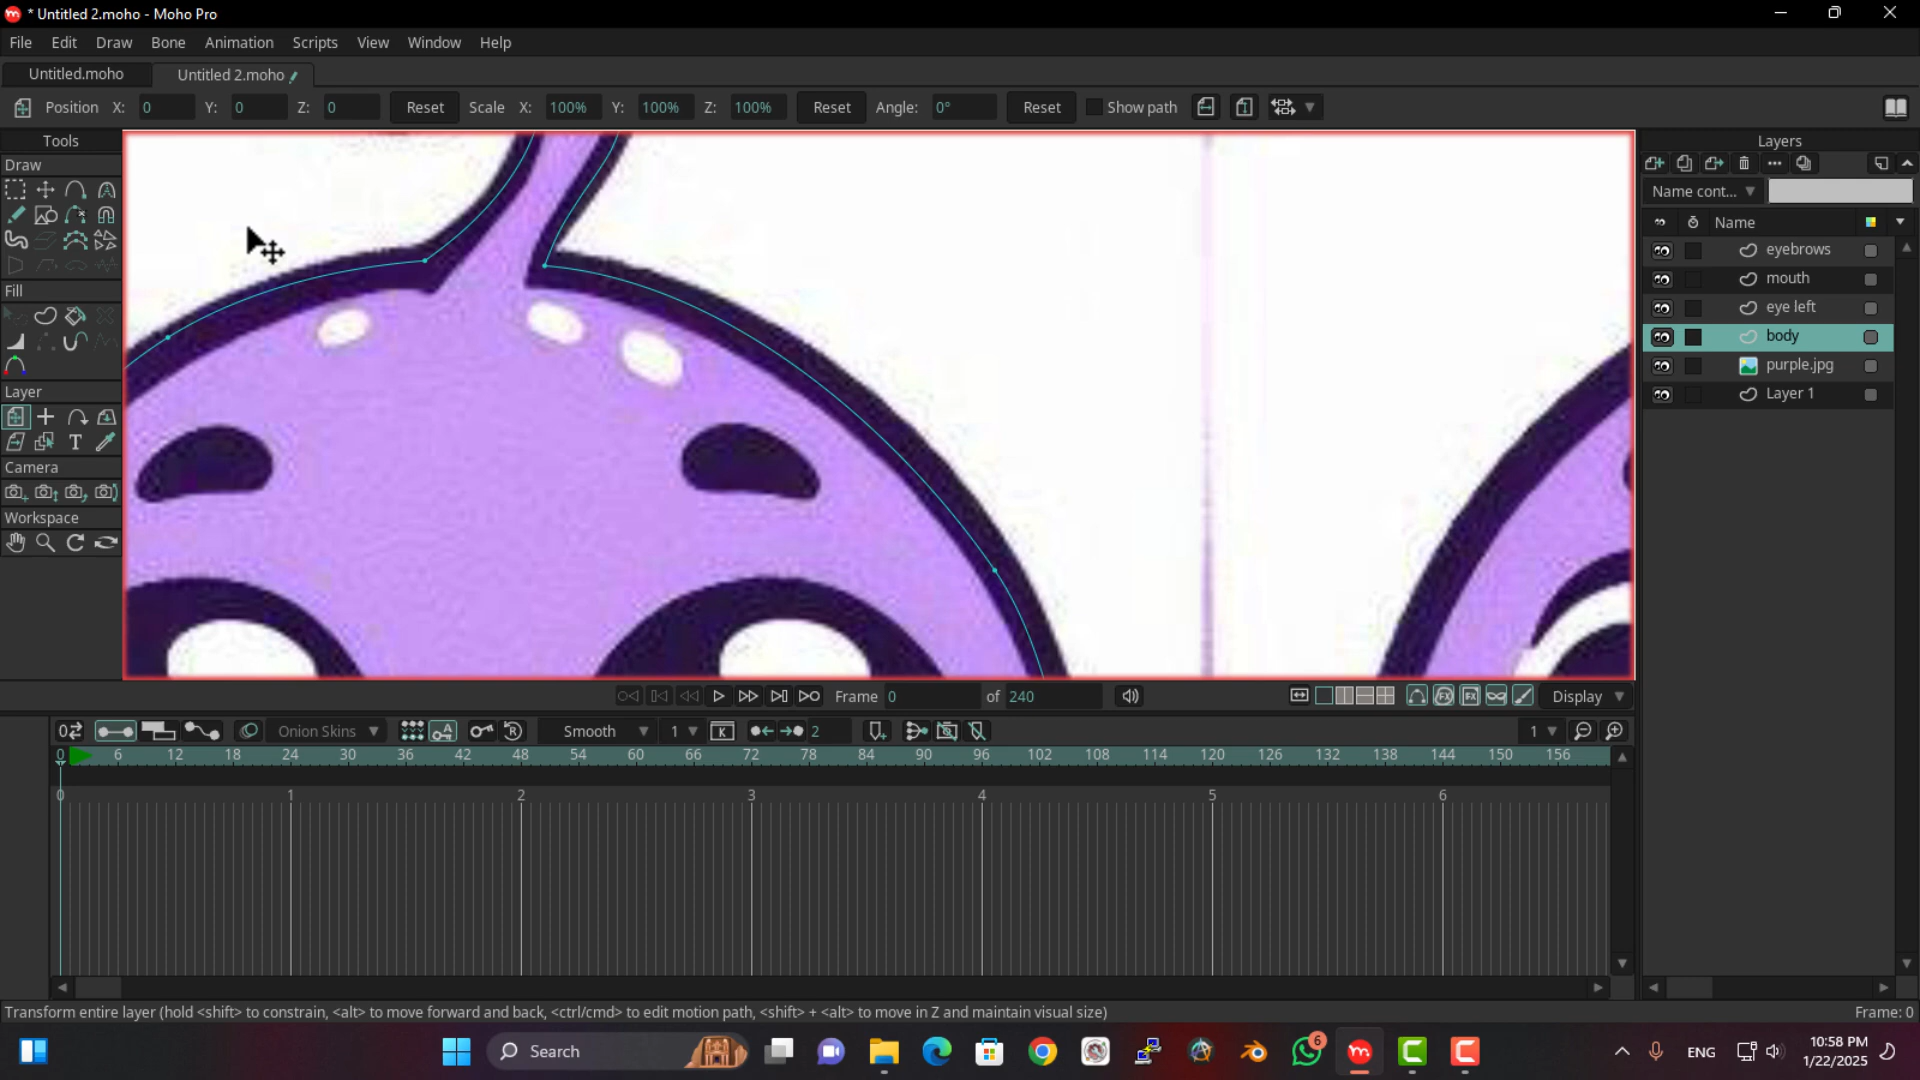 * Untitled 2.moho - Moho Pro
File Edit Draw Bone Animation Scripts View Window Help
Untitled.moho Untitled 2.moho
Position X: 0 Y: 0 Z: 0 Reset Scale X: 100% Y: 100% Z: 100% Reset Angle: 0° Reset Show path
Tools
Draw
Fill
Layer
T
Camera
Workspace
Layers
Name cont...
Name
eyebrows
mouth
eye left
body
purple.jpg
Layer 1
Frame 0 of 240 Display
Onion Skins Smooth 1 K 2 1
0 6 12 18 24 30 36 42 48 54 60 66 72 78 84 90 96 102 108 114 120 126 132 138 144 150 156
0 1 2 3 4 5 6
Transform entire layer (hold <shift> to constrain, <alt> to move forward and back, <ctrl/cmd> to edit motion path, <shift> + <alt> to move in Z and maintain visual size) Frame: 0
Search 6 ENG 10:58 PM
1/22/2025